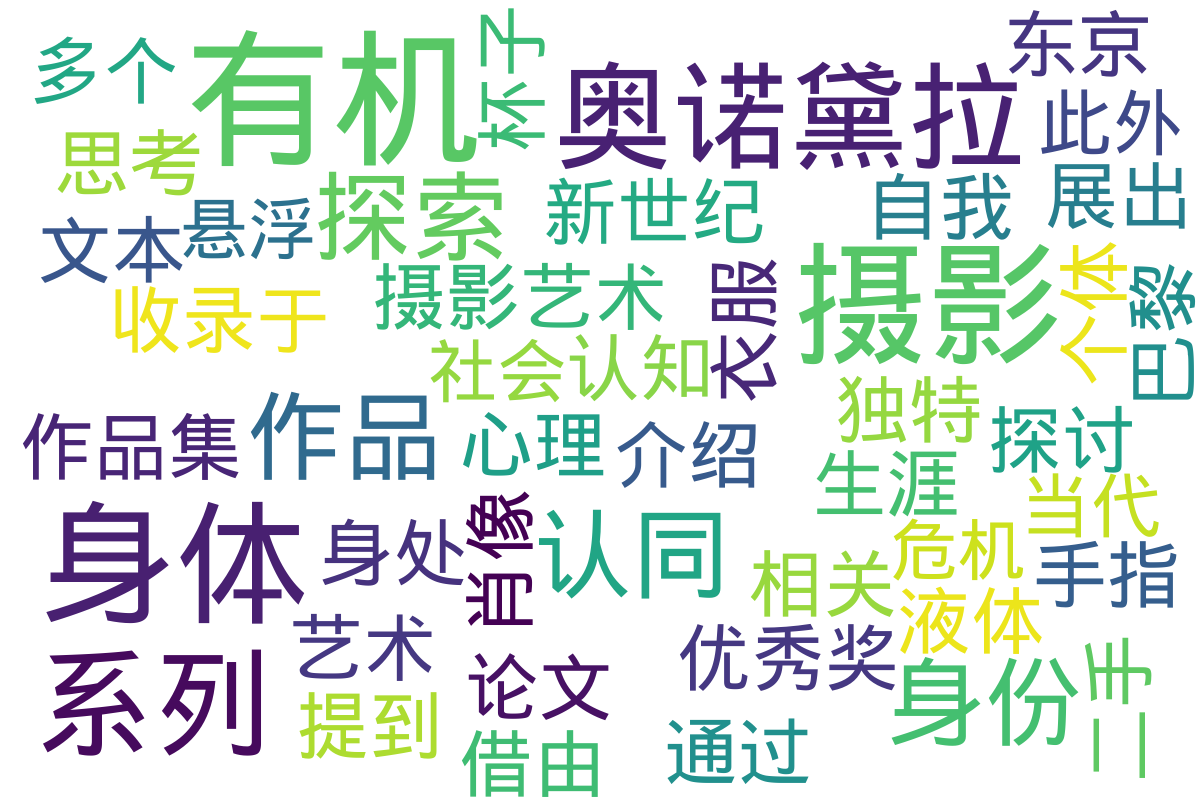 多个
有机
杯子
奥诺黛拉
东京
此外
思考
探索
新世纪
自我
展出
文本
悬浮
收录于
摄影艺术
衣服
摄影
个体
巴黎
社会认知
独特
作品集
作品
心理
介绍
探讨
生涯
当代
身体
身处
肖像
认同
危机
手指
相关
液体
艺术
系列
论文
优秀奖
身份
二手
提到
借由
通过